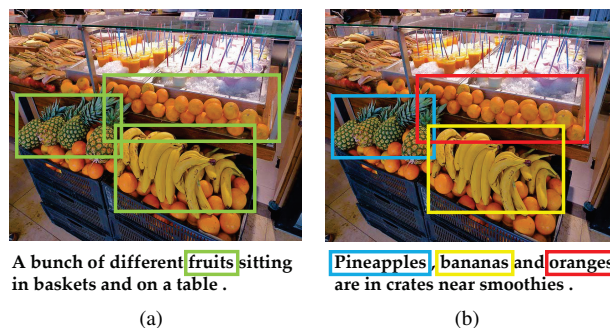 A bunch of different fruits sitting
in baskets and on a table .
(a)
Pineapples , bananas and oranges
are in crates near smoothies .
(b)